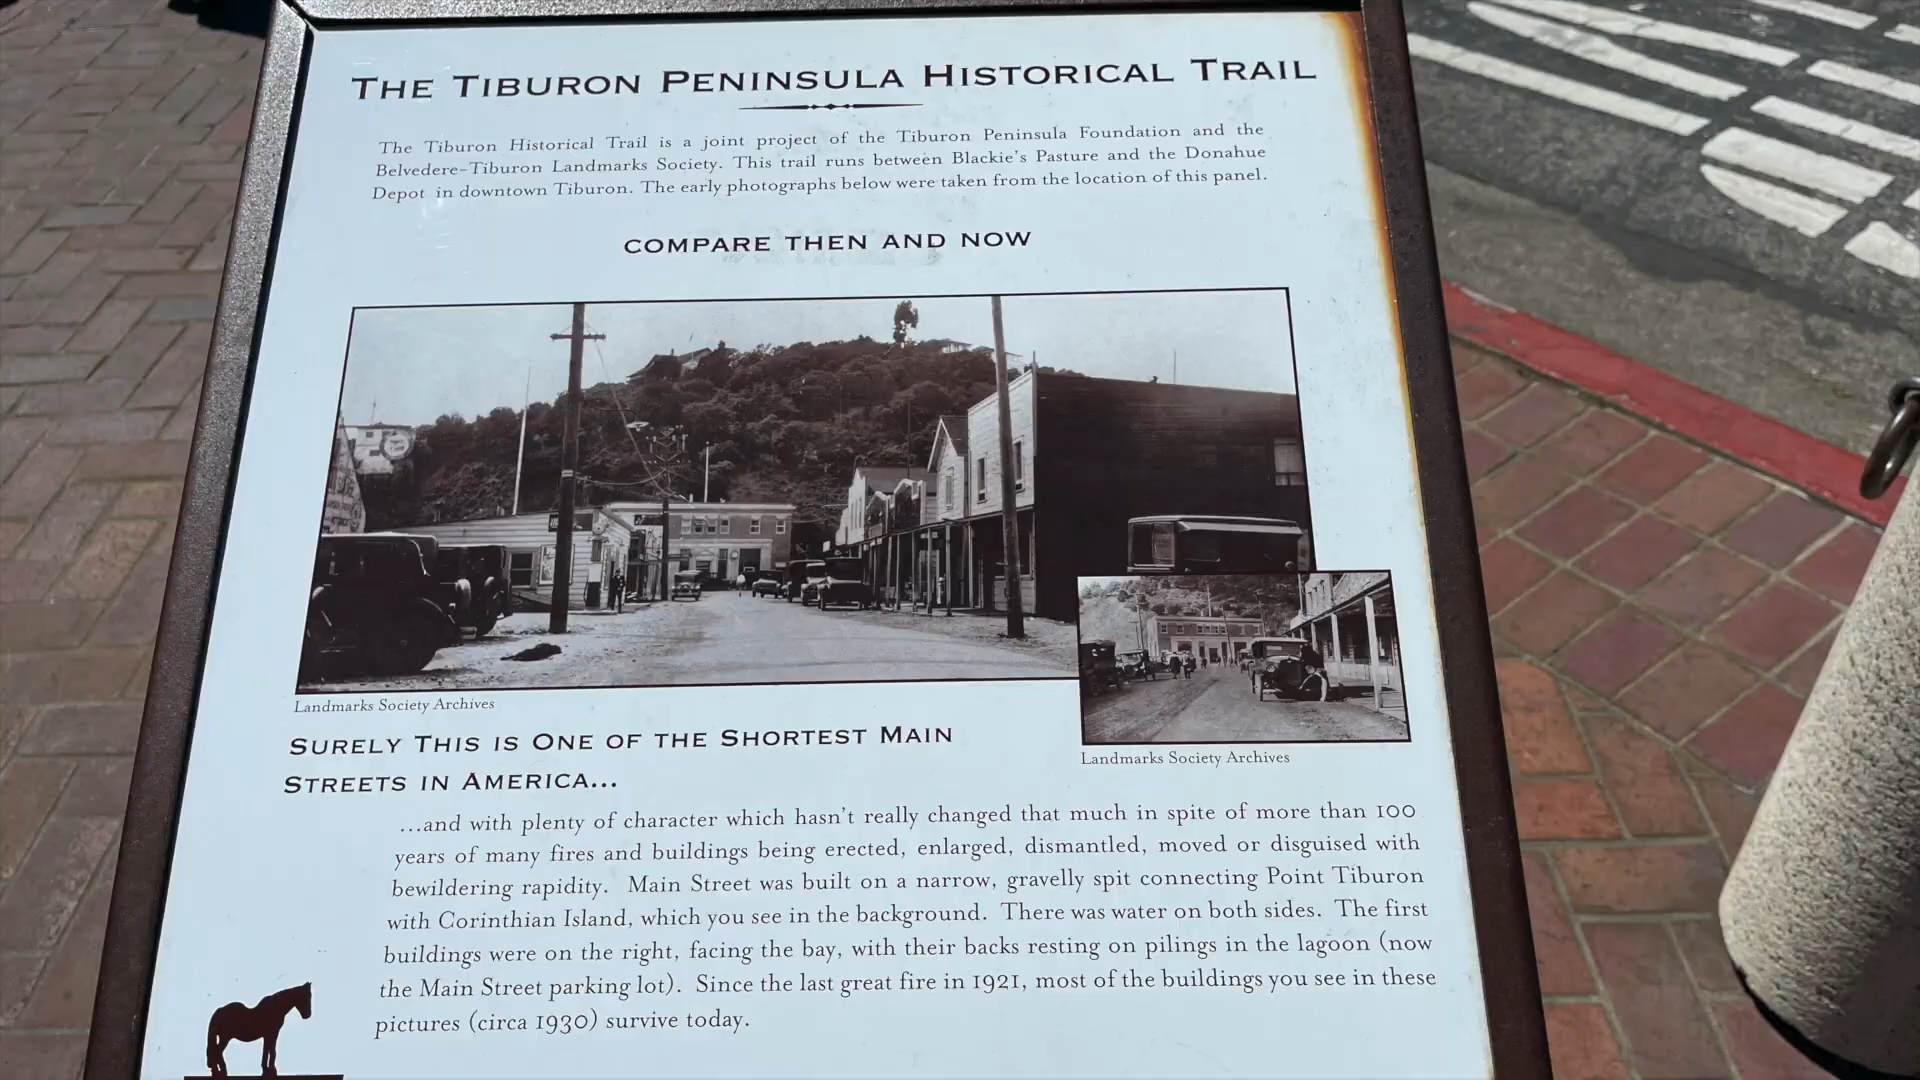 THE TIBURON PENINSULA HISTORICAL TRAIL
The Tiburon Historical Trail is a joint project of the Tiburon Peninsula Foundation and the
Belvedere-Tiburon Landmarks Society. This trail runs between Blackie's Pasture and the Donahue
Depot in downtown Tiburon. The early photographs below were taken from the location of this panel.
COMPARE THEN AND NOW
Landmarks Society Archives
Landmarks Society Archives
SURELY THIS IS ONE OF THE SHORTEST MAIN
STREETS IN AMERICA...
...and with plenty of character which hasn't really changed that much in spite of more than 100
years of many fires and buildings being erected, enlarged, dismantled, moved or disguised with
bewildering rapidity. Main Street was built on a narrow, gravelly spit connecting Point Tiburon
with Corinthian Island, which you see in the background. There was water on both sides. The first
buildings were on the right, facing the bay, with their backs resting on pilings in the lagoon (now
the Main Street parking lot). Since the last great fire in 1921, most of the buildings you see in these
pictures (circa 1930) survive today.